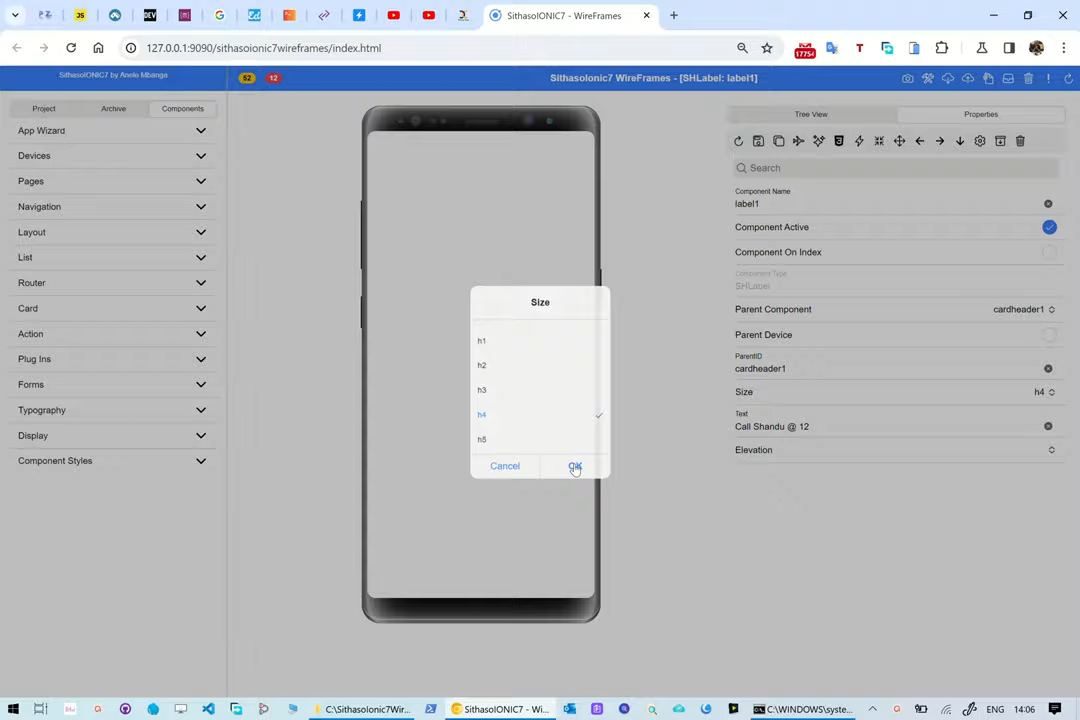 SithasoIONIC7 - WireFrames
127.0.0.1:9090/sithasoionic7wireframes/index.html
SithasoIONIC7 by Anele Mbanga
52
12
SithasoIonic7 WireFrames - [SHLabel: label1]
Project
Archive
Components
App Wizard
Devices
Pages
Navigation
Layout
List
Router
Card
Action
Plug Ins
Forms
Typography
Display
Component Styles
Size
h1
h2
h3
h4
h5
Cancel
OK
Tree View
Properties
Search
Component Name
label1
Component Active
Component On Index
Component Type
SHLabel
Parent Component
cardheader1
Parent Device
ParentID
cardheader1
Size
h4
Text
Call Shandu @ 12
Elevation
C:\SithasoIonic7Wir...
SithasoIONIC7 - Wi...
C:\WINDOWS\syste...
ENG
14:06